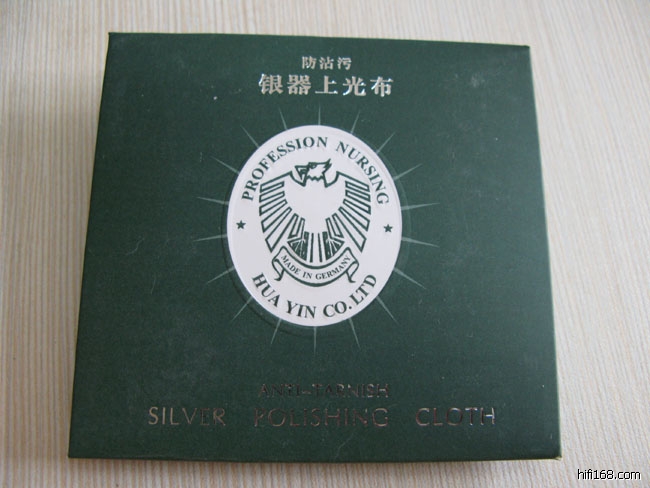 防沾污
银器上光布
PROFESSION NURSING
MADE IN GERMANY
HUA YIN CO.LTD
ANTI-TARNISH
SILVER POLISHING CLOTH
hifi168.com